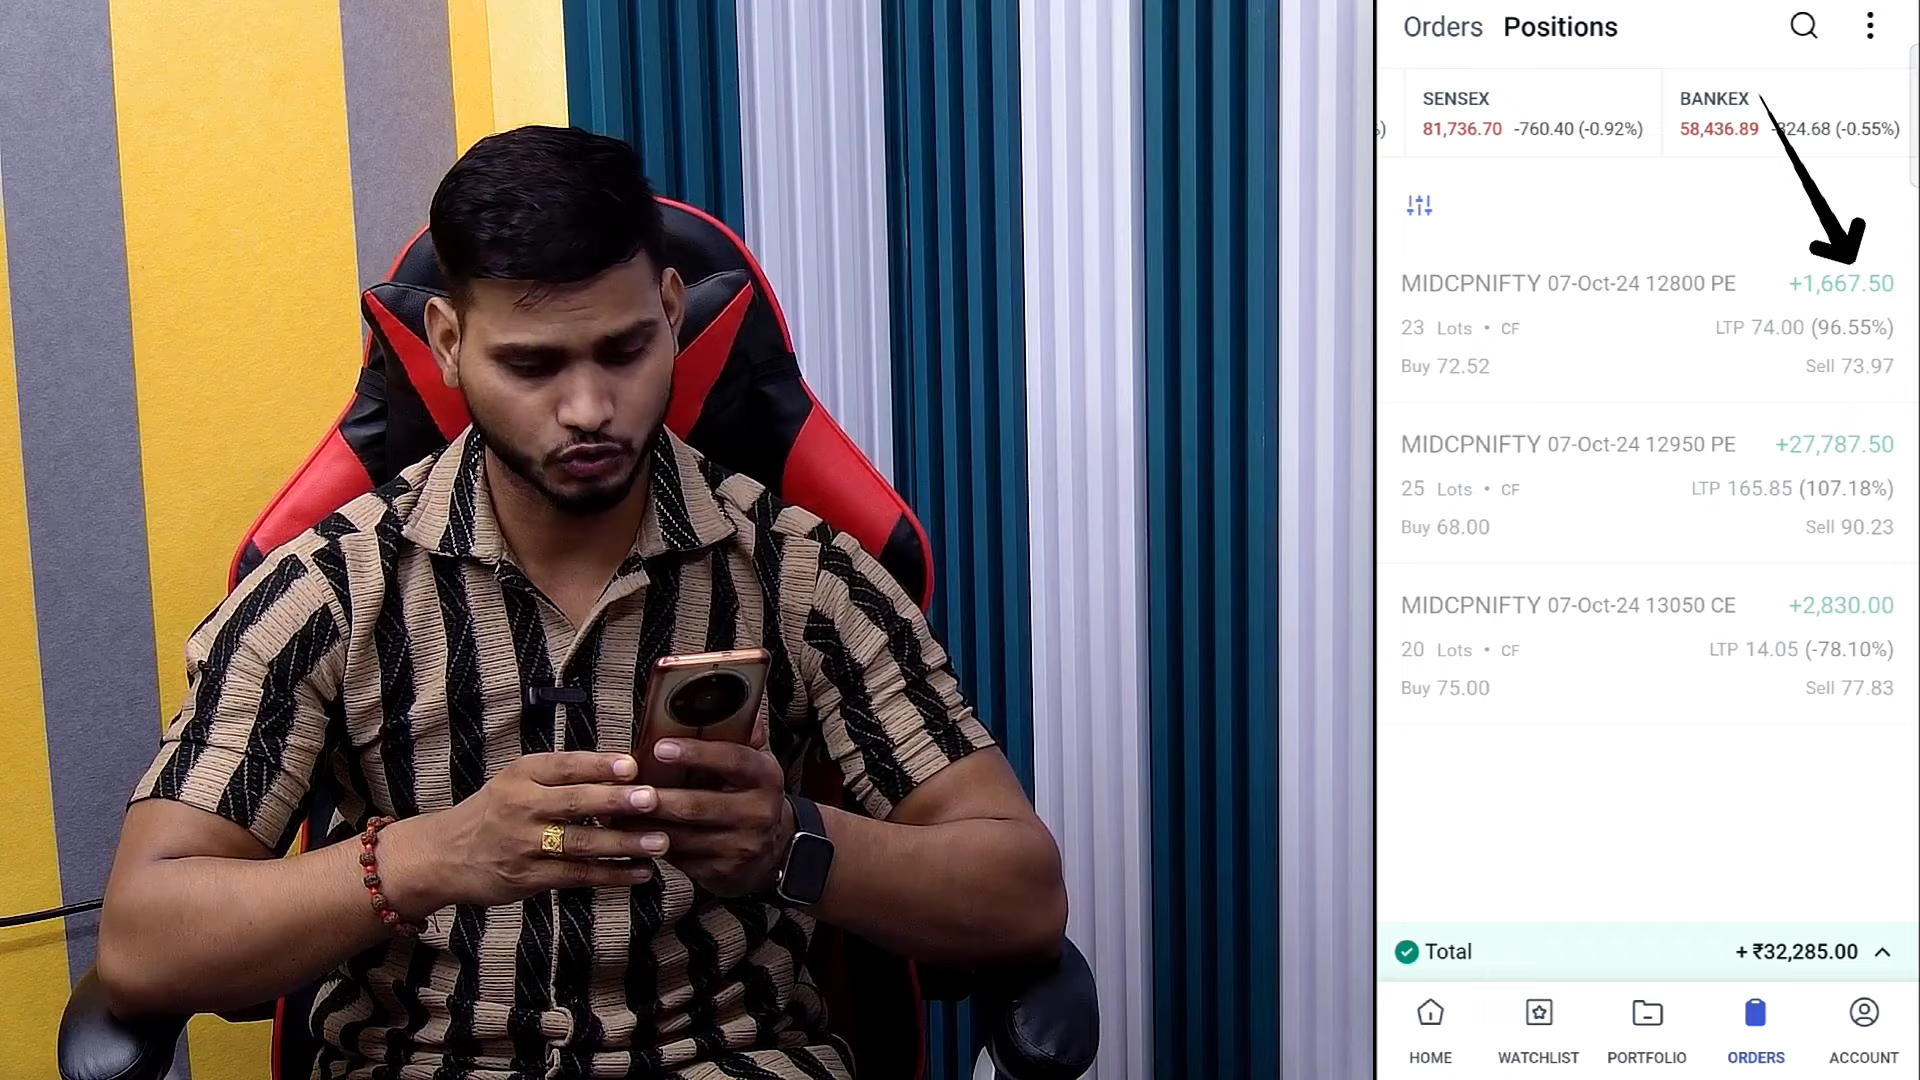 Orders Positions
SENSEX
81,736.70 -760.40 (-0.92%)
BANKEX
58,436.89 -324.68 (-0.55%)
MIDCPNIFTY 07-Oct-24 12800 PE +1,667.50
23 Lots • CF LTP 74.00 (96.55%)
Buy 72.52 Sell 73.97
MIDCPNIFTY 07-Oct-24 12950 PE +27,787.50
25 Lots • CF LTP 165.85 (107.18%)
Buy 68.00 Sell 90.23
MIDCPNIFTY 07-Oct-24 13050 CE +2,830.00
20 Lots • CF LTP 14.05 (-78.10%)
Buy 75.00 Sell 77.83
Total + ₹32,285.00
HOME WATCHLIST PORTFOLIO ORDERS ACCOUNT